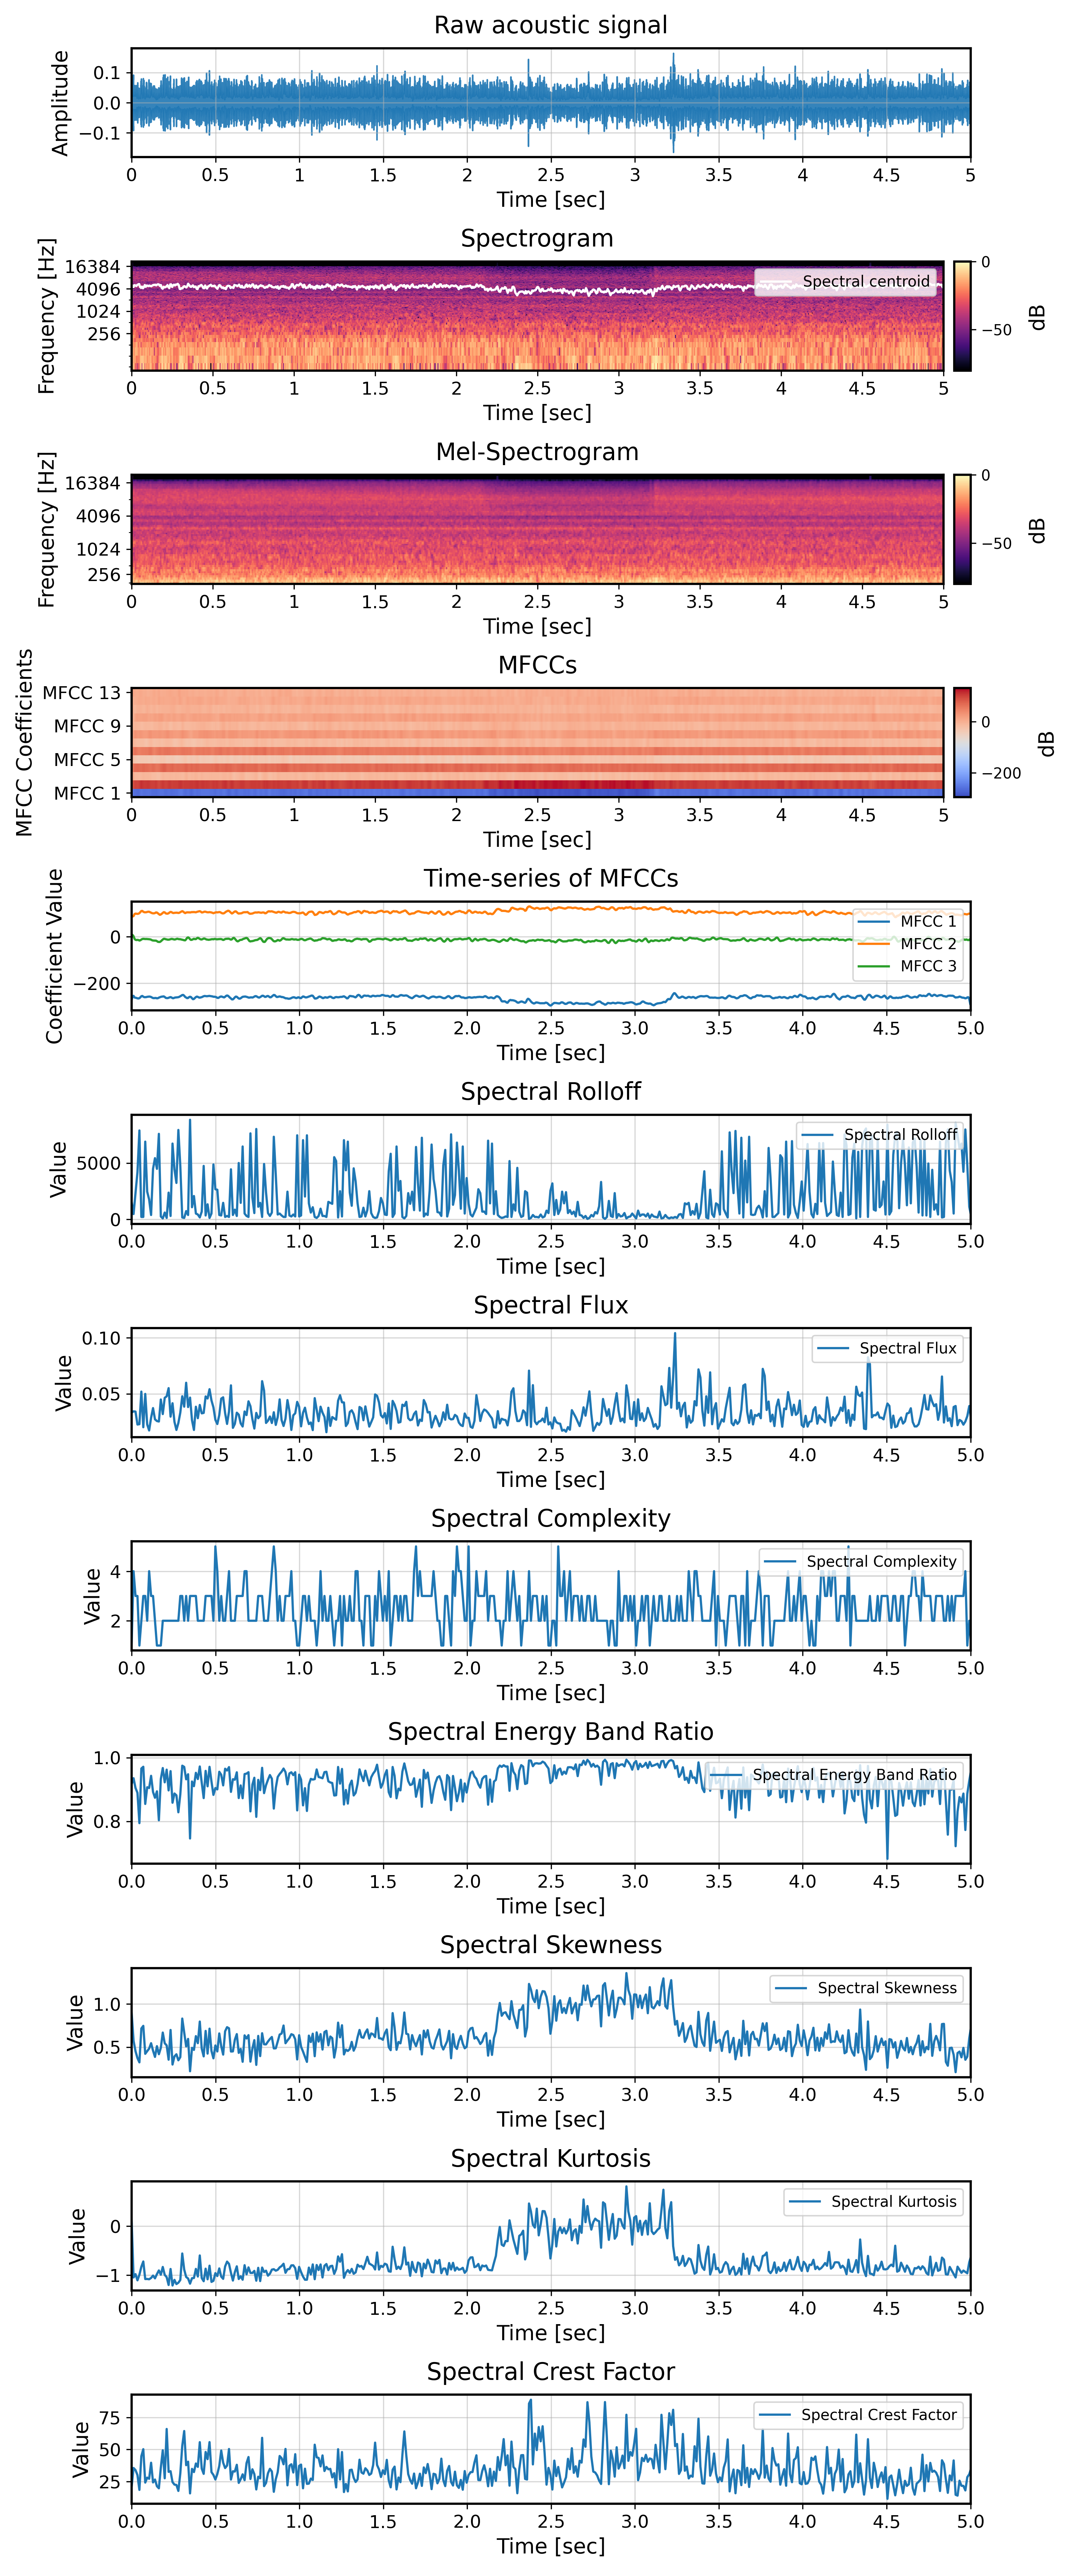 Raw acoustic signal
Amplitude
0.1
0.0
−0.1
0 0.5 1 1.5 2 2.5 3 3.5 4 4.5 5
Time [sec]
Spectrogram
Frequency [Hz]
16384
4096
1024
256
Spectral centroid
0
−50
dB
0 0.5 1 1.5 2 2.5 3 3.5 4 4.5 5
Time [sec]
Mel-Spectrogram
Frequency [Hz]
16384
4096
1024
256
0
−50
dB
0 0.5 1 1.5 2 2.5 3 3.5 4 4.5 5
Time [sec]
MFCCs
MFCC Coefficients
MFCC 13
MFCC 9
MFCC 5
MFCC 1
0
−200
dB
0 0.5 1 1.5 2 2.5 3 3.5 4 4.5 5
Time [sec]
Time-series of MFCCs
Coefficient Value
0
−200
MFCC 1
MFCC 2
MFCC 3
0.0 0.5 1.0 1.5 2.0 2.5 3.0 3.5 4.0 4.5 5.0
Time [sec]
Spectral Rolloff
Value
5000
0
Spectral Rolloff
0.0 0.5 1.0 1.5 2.0 2.5 3.0 3.5 4.0 4.5 5.0
Time [sec]
Spectral Flux
Value
0.10
0.05
Spectral Flux
0.0 0.5 1.0 1.5 2.0 2.5 3.0 3.5 4.0 4.5 5.0
Time [sec]
Spectral Complexity
Value
4
2
Spectral Complexity
0.0 0.5 1.0 1.5 2.0 2.5 3.0 3.5 4.0 4.5 5.0
Time [sec]
Spectral Energy Band Ratio
Value
1.0
0.8
Spectral Energy Band Ratio
0.0 0.5 1.0 1.5 2.0 2.5 3.0 3.5 4.0 4.5 5.0
Time [sec]
Spectral Skewness
Value
1.0
0.5
Spectral Skewness
0.0 0.5 1.0 1.5 2.0 2.5 3.0 3.5 4.0 4.5 5.0
Time [sec]
Spectral Kurtosis
Value
0
−1
Spectral Kurtosis
0.0 0.5 1.0 1.5 2.0 2.5 3.0 3.5 4.0 4.5 5.0
Time [sec]
Spectral Crest Factor
Value
75
50
25
Spectral Crest Factor
0.0 0.5 1.0 1.5 2.0 2.5 3.0 3.5 4.0 4.5 5.0
Time [sec]